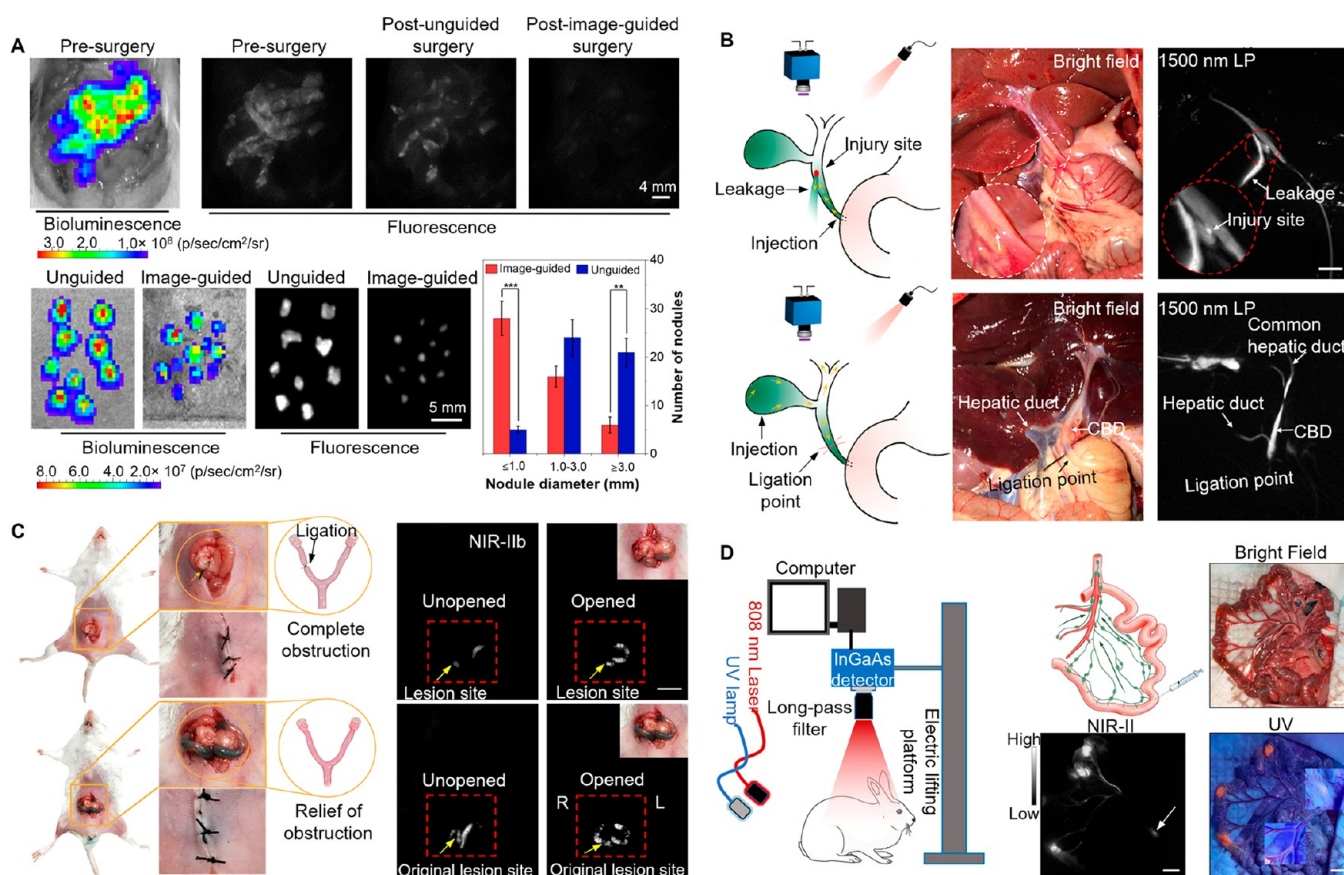 A
Pre-surgery
Pre-surgery
Post-unguided
surgery
Post-image-guided
surgery
4 mm
Bioluminescence
Fluorescence
3.0 2.0 1.0× 10⁸ (p/sec/cm²/sr)
Unguided
Image-guided
Unguided
Image-guided
5 mm
Bioluminescence
Fluorescence
8.0 6.0 4.0 2.0× 10⁷ (p/sec/cm²/sr)
Image-guided
Unguided
***
**
40
30
20
10
0
Number of nodules
≤1.0
1.0-3.0
≥3.0
Nodule diameter (mm)
B
Injury site
Leakage
Injection
Bright field
1500 nm LP
Leakage
Injury site
Injection
Ligation
point
Bright field
Hepatic duct
CBD
Ligation point
1500 nm LP
Common
hepatic duct
Hepatic duct
CBD
Ligation point
C
Ligation
Complete
obstruction
Relief of
obstruction
NIR-IIb
Unopened
Lesion site
Opened
Lesion site
Unopened
Original lesion site
Opened
R
L
Original lesion site
D
Computer
808 nm Laser
UV lamp
InGaAs
detector
Long-pass
filter
Electric lifting
platform
Bright Field
NIR-II
High
Low
UV